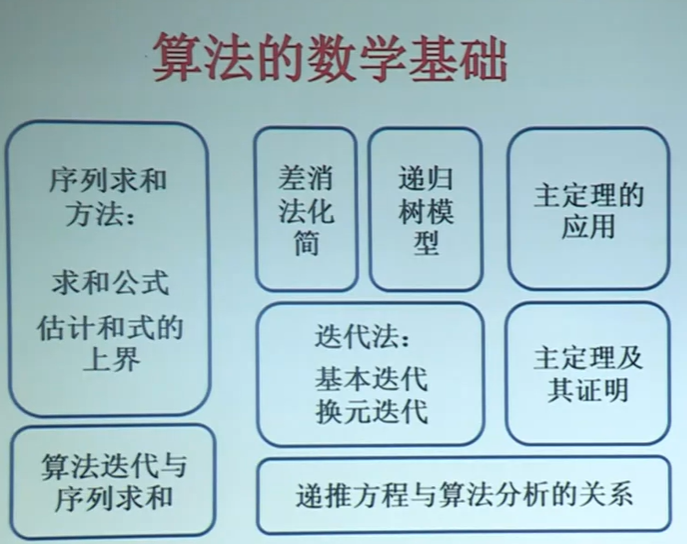 算法的数学基础
序列求和
方法：
求和公式
估计和式的
上界
算法迭代与
序列求和
差消
法化
简
递归
树模
型
主定理的
应用
迭代法：
基本迭代
换元迭代
主定理及
其证明
递推方程与算法分析的关系